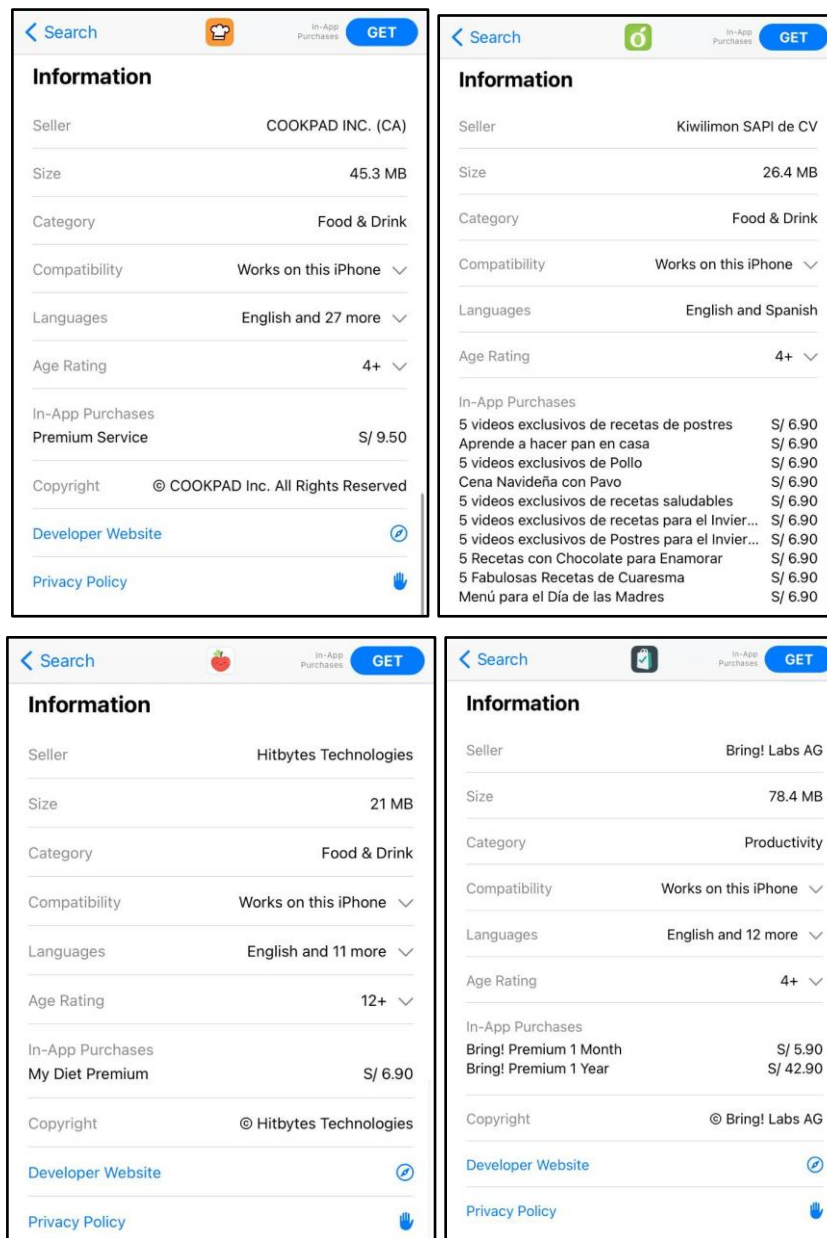 Search
In-App
Purchases
GET
Information
Seller COOKPAD INC. (CA)
Size 45.3 MB
Category Food & Drink
Compatibility Works on this iPhone
Languages English and 27 more
Age Rating 4+
In-App Purchases
Premium Service S/ 9.50
Copyright © COOKPAD Inc. All Rights Reserved
Developer Website
Privacy Policy
Search
In-App
Purchases
GET
Information
Seller Kiwilimon SAPI de CV
Size 26.4 MB
Category Food & Drink
Compatibility Works on this iPhone
Languages English and Spanish
Age Rating 4+
In-App Purchases
5 videos exclusivos de recetas de postres S/ 6.90
Aprende a hacer pan en casa S/ 6.90
5 videos exclusivos de Pollo S/ 6.90
Cena Navideña con Pavo S/ 6.90
5 videos exclusivos de recetas saludables S/ 6.90
5 videos exclusivos de recetas para el Invier... S/ 6.90
5 videos exclusivos de Postres para el Invier... S/ 6.90
5 Recetas con Chocolate para Enamorar S/ 6.90
5 Fabulosas Recetas de Cuaresma S/ 6.90
Menú para el Día de las Madres S/ 6.90
Search
In-App
Purchases
GET
Information
Seller Hitbytes Technologies
Size 21 MB
Category Food & Drink
Compatibility Works on this iPhone
Languages English and 11 more
Age Rating 12+
In-App Purchases
My Diet Premium S/ 6.90
Copyright © Hitbytes Technologies
Developer Website
Privacy Policy
Search
In-App
Purchases
GET
Information
Seller Bring! Labs AG
Size 78.4 MB
Category Productivity
Compatibility Works on this iPhone
Languages English and 12 more
Age Rating 4+
In-App Purchases
Bring! Premium 1 Month S/ 5.90
Bring! Premium 1 Year S/ 42.90
Copyright © Bring! Labs AG
Developer Website
Privacy Policy